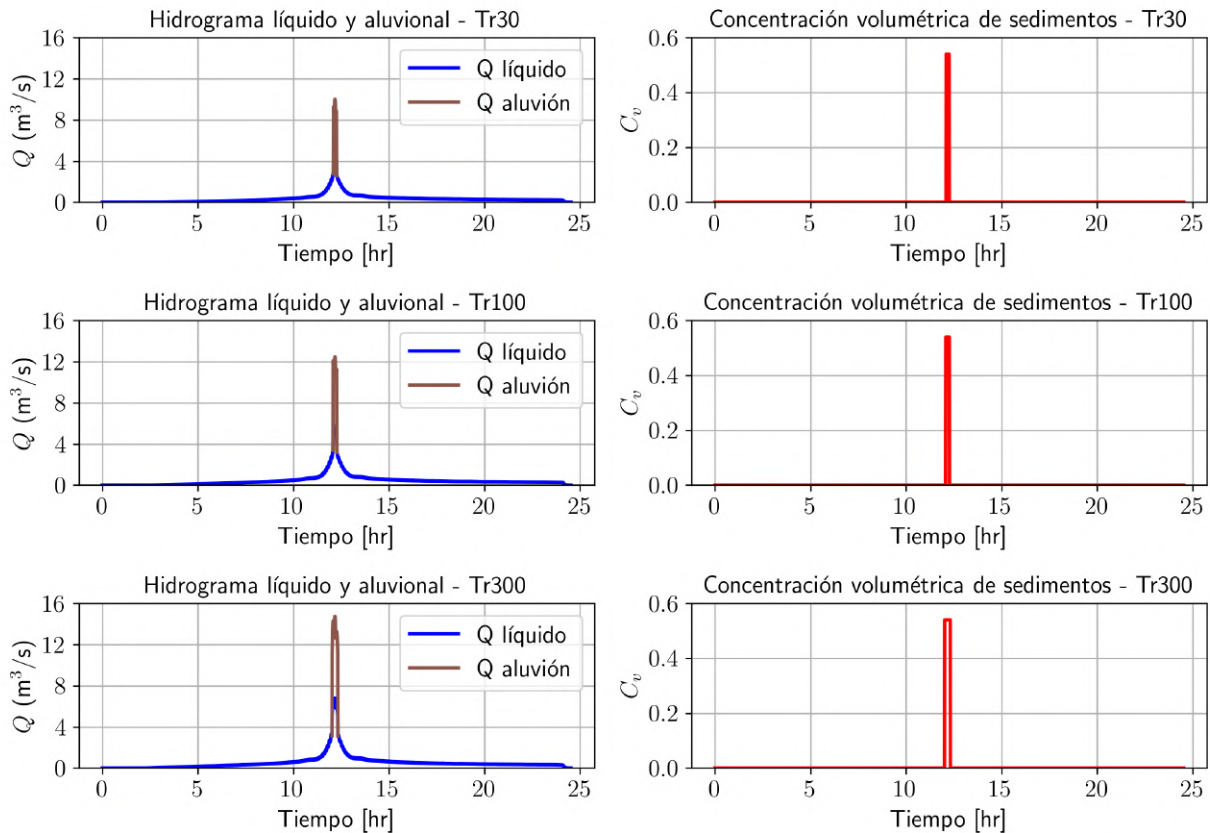 Hidrograma líquido y aluvional - Tr30
Q (m³/s)
16
12
8
4
0
Q líquido
Q aluvión
0 5 10 15 20 25
Tiempo [hr]
Concentración volumétrica de sedimentos - Tr30
C_v
0.6
0.4
0.2
0.0
0 5 10 15 20 25
Tiempo [hr]
Hidrograma líquido y aluvional - Tr100
Q (m³/s)
16
12
8
4
0
Q líquido
Q aluvión
0 5 10 15 20 25
Tiempo [hr]
Concentración volumétrica de sedimentos - Tr100
C_v
0.6
0.4
0.2
0.0
0 5 10 15 20 25
Tiempo [hr]
Hidrograma líquido y aluvional - Tr300
Q (m³/s)
16
12
8
4
0
Q líquido
Q aluvión
0 5 10 15 20 25
Tiempo [hr]
Concentración volumétrica de sedimentos - Tr300
C_v
0.6
0.4
0.2
0.0
0 5 10 15 20 25
Tiempo [hr]